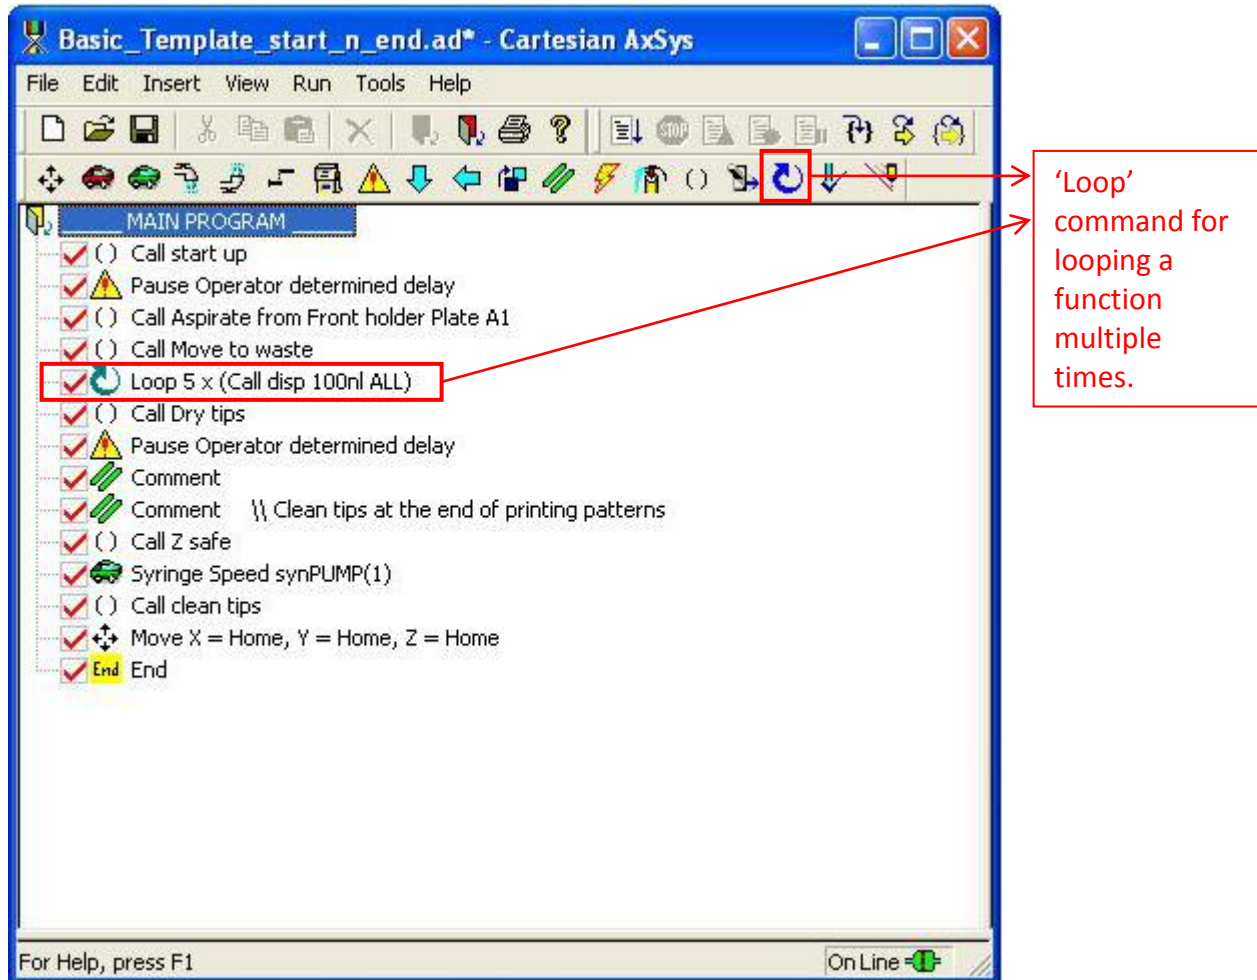 Basic_Template_start_n_end.ad* - Cartesian AxSys
File Edit Insert View Run Tools Help
STOP
MAIN PROGRAM
( ) Call start up
Pause Operator determined delay
( ) Call Aspirate from Front holder Plate A1
( ) Call Move to waste
Loop 5 x (Call disp 100nl ALL)
( ) Call Dry tips
Pause Operator determined delay
Comment
Comment \\ Clean tips at the end of printing patterns
( ) Call Z safe
Syringe Speed synPUMP(1)
( ) Call clean tips
Move X = Home, Y = Home, Z = Home
End End
For Help, press F1
On Line
‘Loop’
command for
looping a
function
multiple
times.